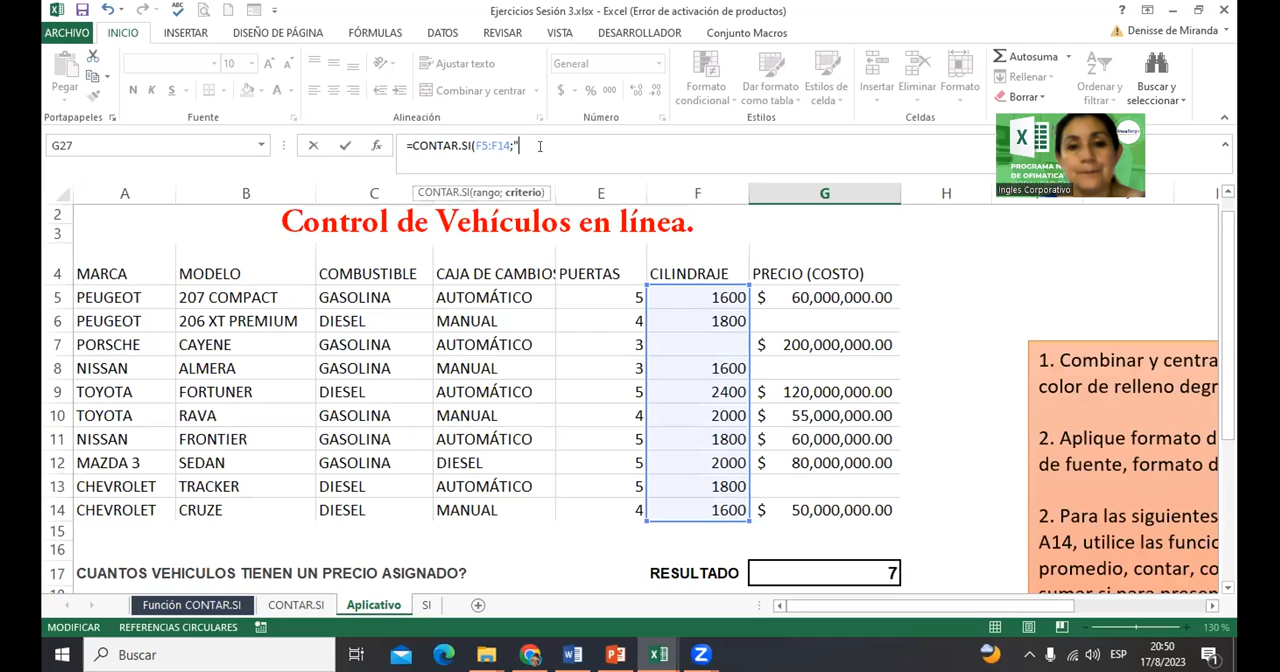 Ejercicios Sesión 3.xlsx - Excel (Error de activación de productos)
ARCHIVO INICIO INSERTAR DISEÑO DE PÁGINA FÓRMULAS DATOS REVISAR VISTA DESARROLLADOR Conjunto Macros
Denisse de Miranda
Pegar
10
N K S
Ajustar texto
Combinar y centrar
General
$ % 000
Formato condicional
Dar formato como tabla
Estilos de celda
Insertar Eliminar Formato
Autosuma
Rellenar
Borrar
Ordenar y filtrar
Buscar y seleccionar
Portapapeles Fuente Alineación Número Estilos Celdas
PROGRAMA
DE OFIMATICA
Ingles Corporativo
G27
=CONTAR.SI(F5:F14;"
CONTAR.SI(rango; criterio)
A B C E F G H
2 Control de Vehículos en línea.
3
4 MARCA MODELO COMBUSTIBLE CAJA DE CAMBIOS PUERTAS CILINDRAJE PRECIO (COSTO)
5 PEUGEOT 207 COMPACT GASOLINA AUTOMÁTICO 5 1600 $ 60,000,000.00
6 PEUGEOT 206 XT PREMIUM DIESEL MANUAL 4 1800
7 PORSCHE CAYENE GASOLINA AUTOMÁTICO 3 $ 200,000,000.00
8 NISSAN ALMERA GASOLINA MANUAL 3 1600
9 TOYOTA FORTUNER DIESEL AUTOMÁTICO 5 2400 $ 120,000,000.00
10 TOYOTA RAVA GASOLINA MANUAL 4 2000 $ 55,000,000.00
11 NISSAN FRONTIER GASOLINA AUTOMÁTICO 5 1800 $ 60,000,000.00
12 MAZDA 3 SEDAN GASOLINA DIESEL 5 2000 $ 80,000,000.00
13 CHEVROLET TRACKER DIESEL AUTOMÁTICO 5 1800
14 CHEVROLET CRUZE DIESEL MANUAL 4 1600 $ 50,000,000.00
15
16
17 CUANTOS VEHICULOS TIENEN UN PRECIO ASIGNADO? RESULTADO 7
1. Combinar y centra
color de relleno degr
2. Aplique formato d
de fuente, formato d
2. Para las siguientes
A14, utilice las funcio
promedio, contar, co
sumar si para presen
Función CONTAR.SI CONTAR.SI Aplicativo SI
MODIFICAR REFERENCIAS CIRCULARES 130 %
Buscar
ESP
20:50
17/8/2023